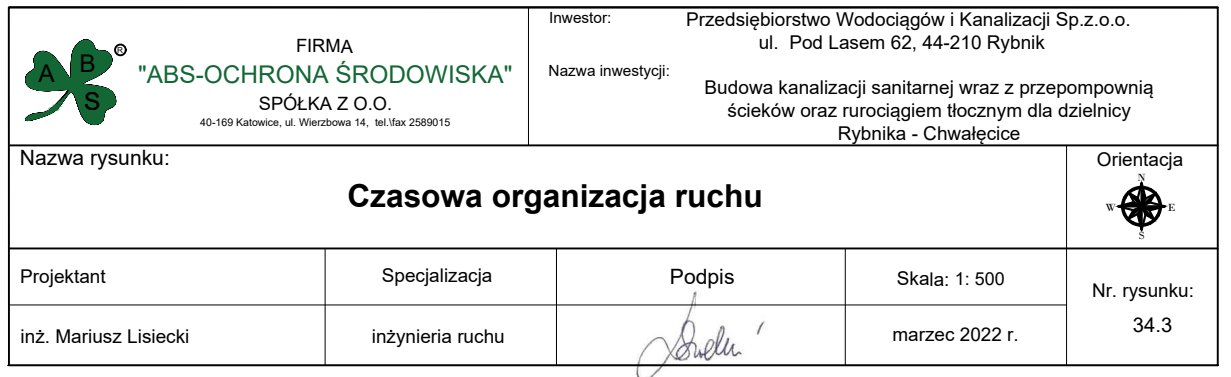 A B S ®
FIRMA
"ABS-OCHRONA ŚRODOWISKA"
SPÓŁKA Z O.O.
40-169 Katowice, ul. Wierzbowa 14, tel.\fax 2589015
Inwestor:
Przedsiębiorstwo Wodociągów i Kanalizacji Sp.z.o.o.
ul. Pod Lasem 62, 44-210 Rybnik
Nazwa inwestycji:
Budowa kanalizacji sanitarnej wraz z przepompownią
ścieków oraz rurociągiem tłocznym dla dzielnicy
Rybnika - Chwałęcice
Nazwa rysunku:
Czasowa organizacja ruchu
Orientacja
N
W E
S
Projektant
Specjalizacja
Podpis
Skala: 1: 500
Nr. rysunku:
34.3
inż. Mariusz Lisiecki
inżynieria ruchu
marzec 2022 r.